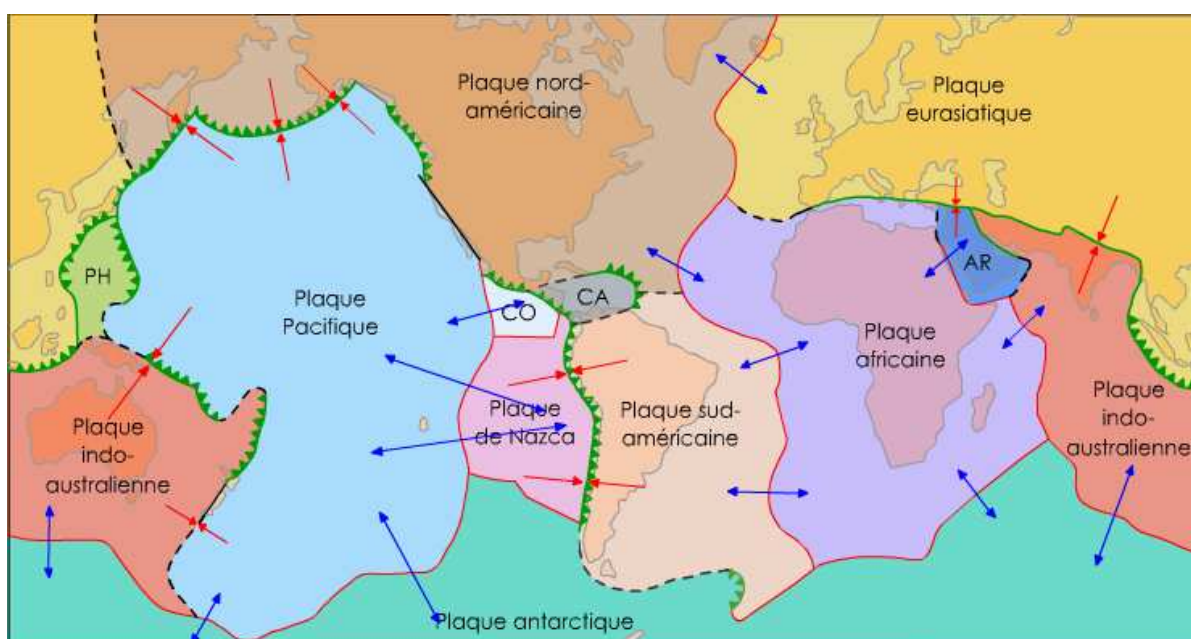 Plaque nord-
américaine
Plaque
eurasiatique
PH
Plaque
Pacifique
CO
CA
AR
Plaque
africaine
Plaque
indo-
australienne
Plaque
de Nazca
Plaque sud-
américaine
Plaque
indo-
australienne
Plaque antarctique